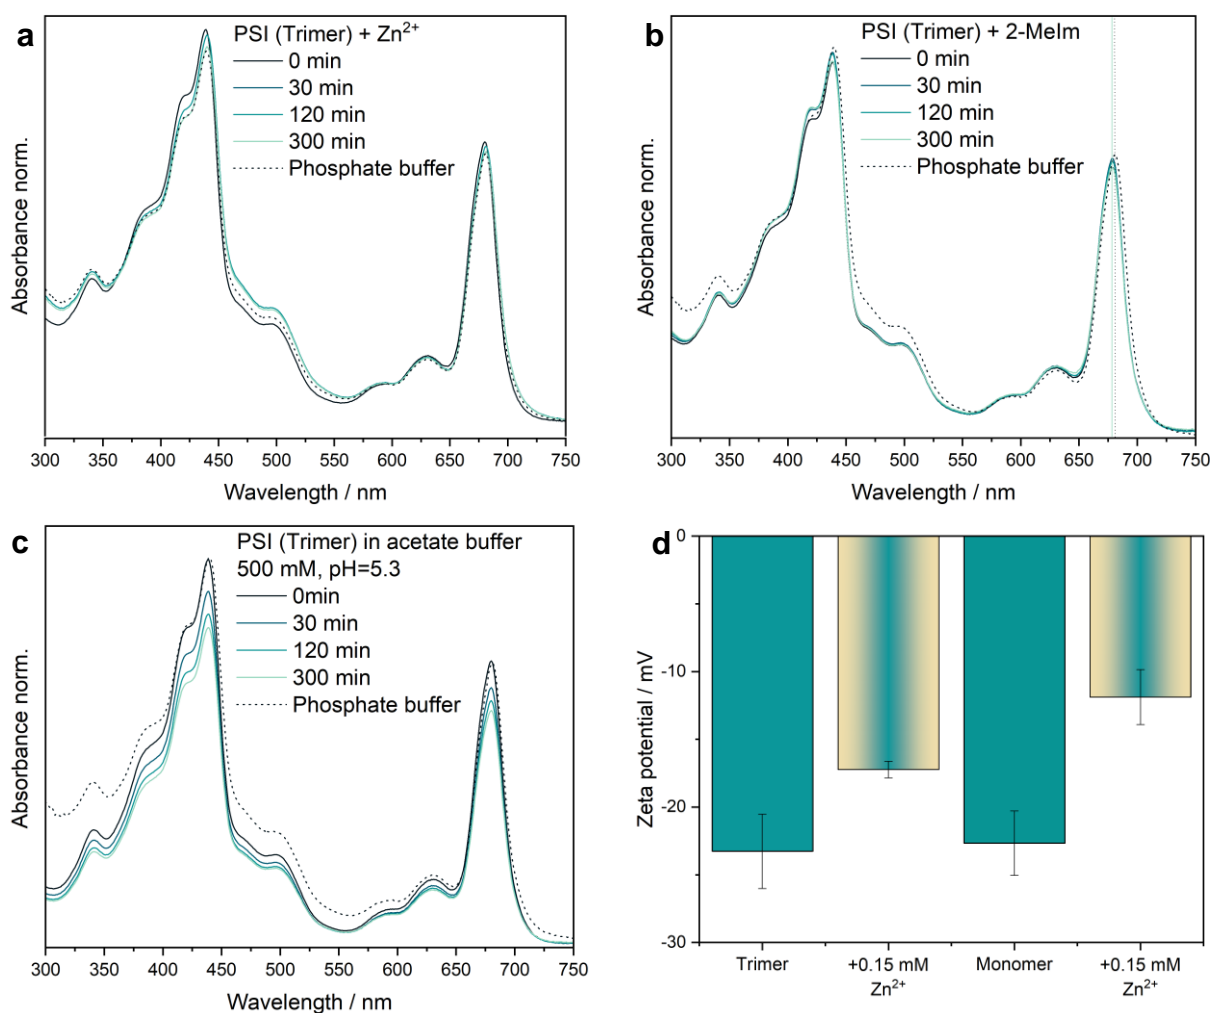 a
PSI (Trimer) + Zn²⁺
0 min
30 min
120 min
300 min
Phosphate buffer
Absorbance norm.
300 350 400 450 500 550 600 650 700 750
Wavelength / nm
b
PSI (Trimer) + 2-MeIm
0 min
30 min
120 min
300 min
Phosphate buffer
Absorbance norm.
300 350 400 450 500 550 600 650 700 750
Wavelength / nm
c
PSI (Trimer) in acetate buffer
500 mM, pH=5.3
0min
30 min
120 min
300 min
Phosphate buffer
Absorbance norm.
300 350 400 450 500 550 600 650 700 750
Wavelength / nm
d
0
-10
-20
-30
Zeta potential / mV
Trimer
+0.15 mM
Zn²⁺
Monomer
+0.15 mM
Zn²⁺